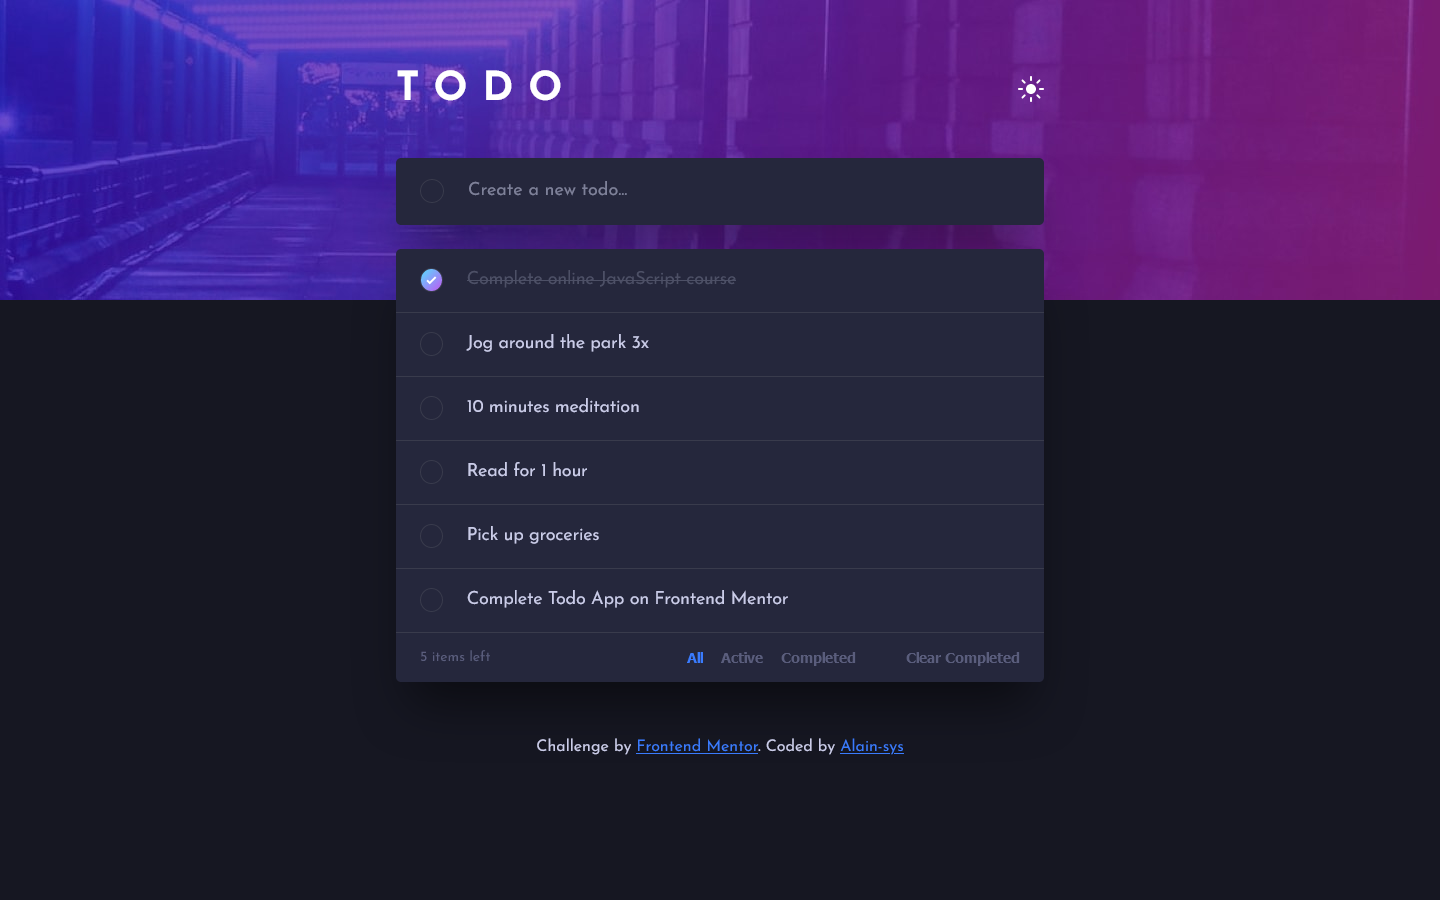 TODO
Create a new todo...
Complete online JavaScript course
Jog around the park 3x
10 minutes meditation
Read for 1 hour
Pick up groceries
Complete Todo App on Frontend Mentor
5 items left All Active Completed Clear Completed
Challenge by Frontend Mentor. Coded by Alain-sys